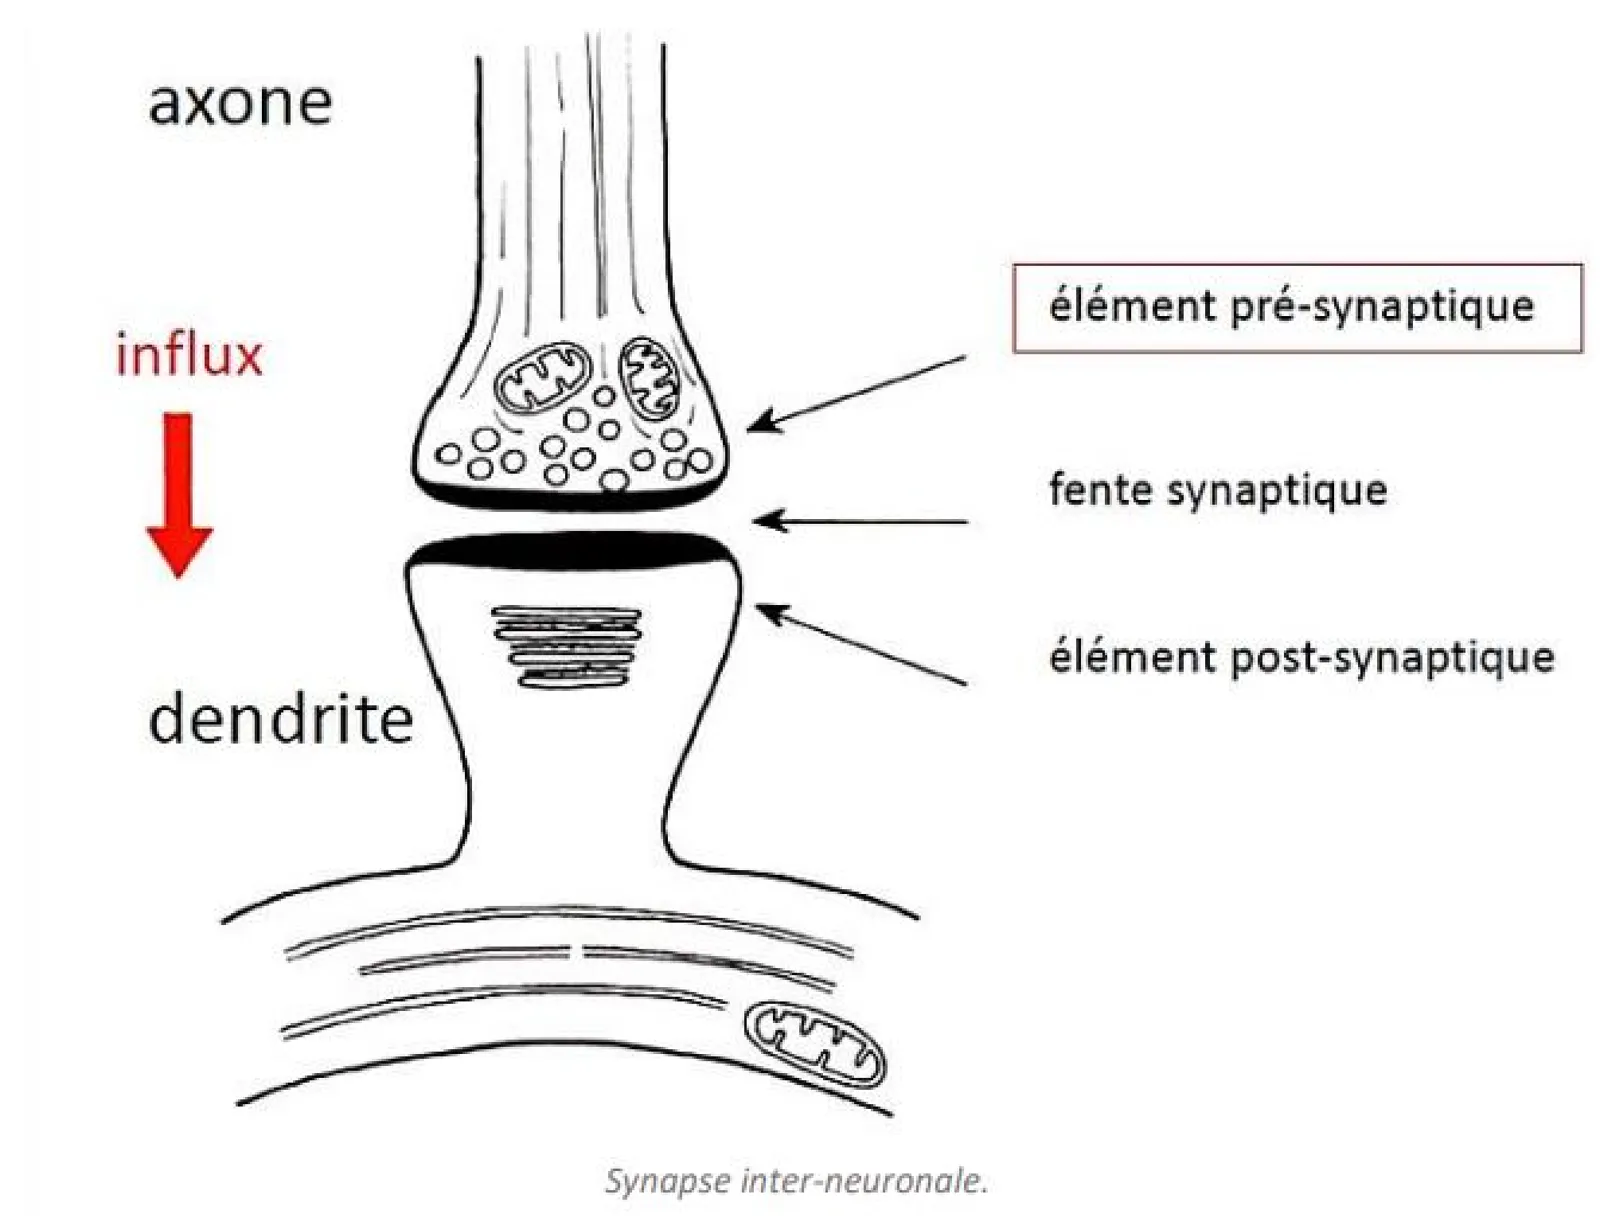 axone
élément pré-synaptique
influx
fente synaptique
élément post-synaptique
dendrite
Synapse inter-neuronale.